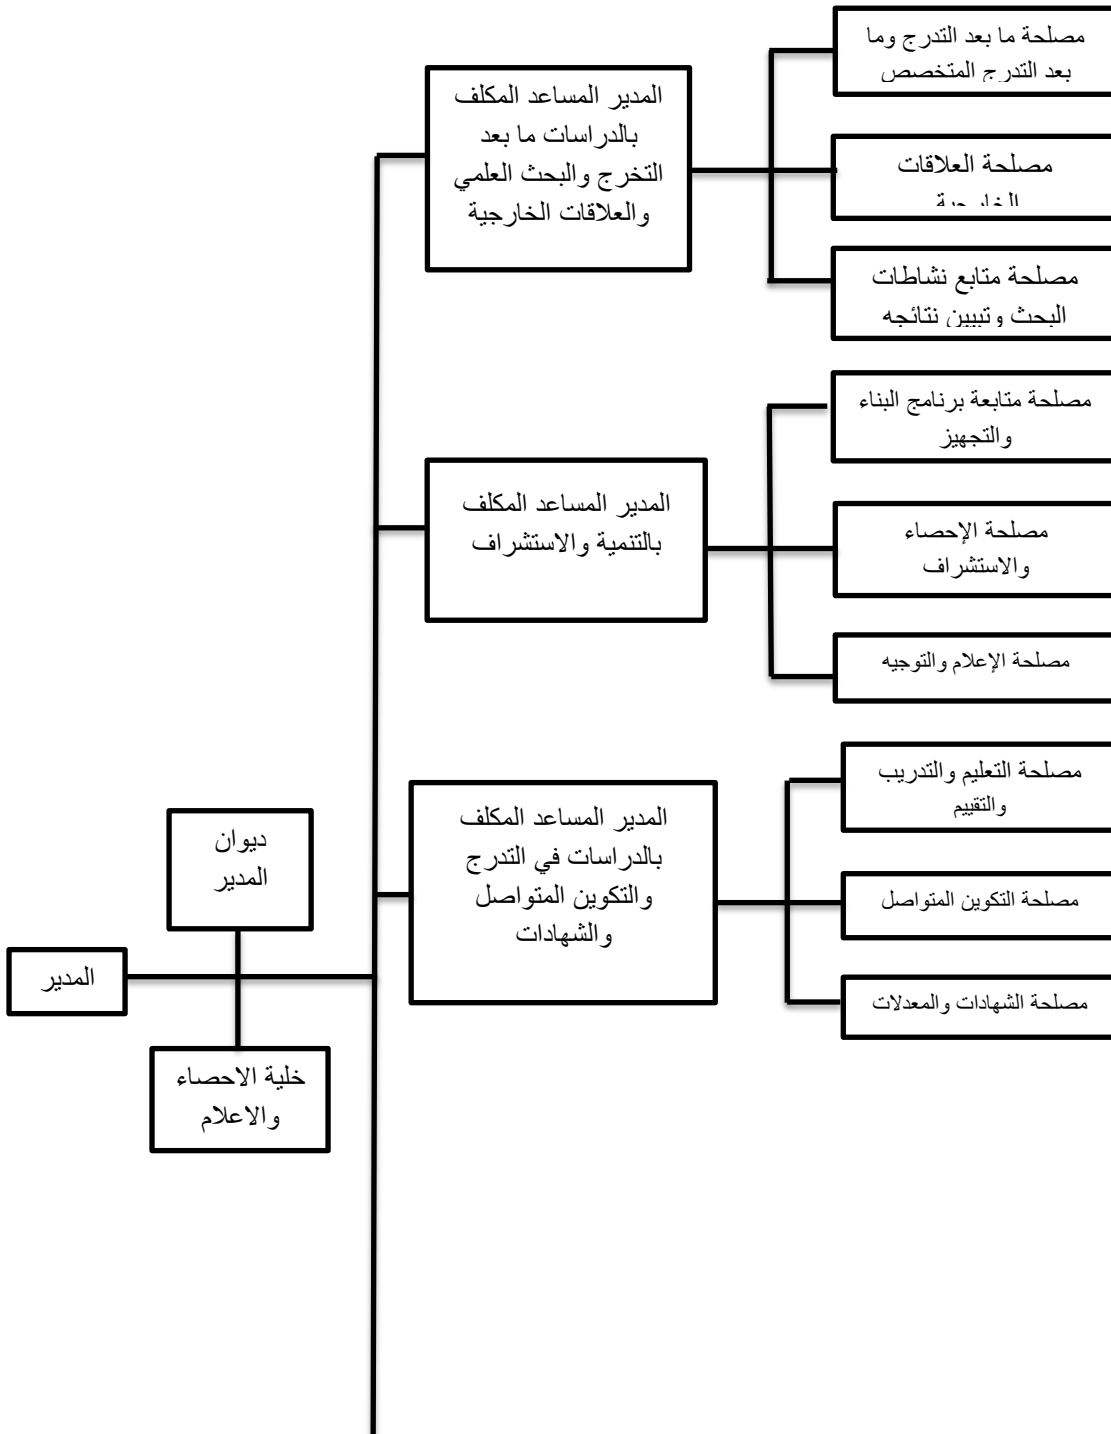 مصلحة ما بعد التدرج وما
بعد التدرج المتخصص
المدير المساعد المكلف
بالدراسات ما بعد
التخرج والبحث العلمي
والعلاقات الخارجية
مصلحة العلاقات
الخارجية
مصلحة متابع نشاطات
البحث وتبيين نتائجه
مصلحة متابعة برنامج البناء
والتجهيز
المدير المساعد المكلف
بالتنمية والاستشراف
مصلحة الإحصاء
والاستشراف
مصلحة الإعلام والتوجيه
مصلحة التعليم والتدريب
والتقييم
المدير المساعد المكلف
بالدراسات في التدرج
والتكوين المتواصل
والشهادات
مصلحة التكوين المتواصل
مصلحة الشهادات والمعدلات
ديوان
المدير
المدير
خلية الاحصاء
والاعلام